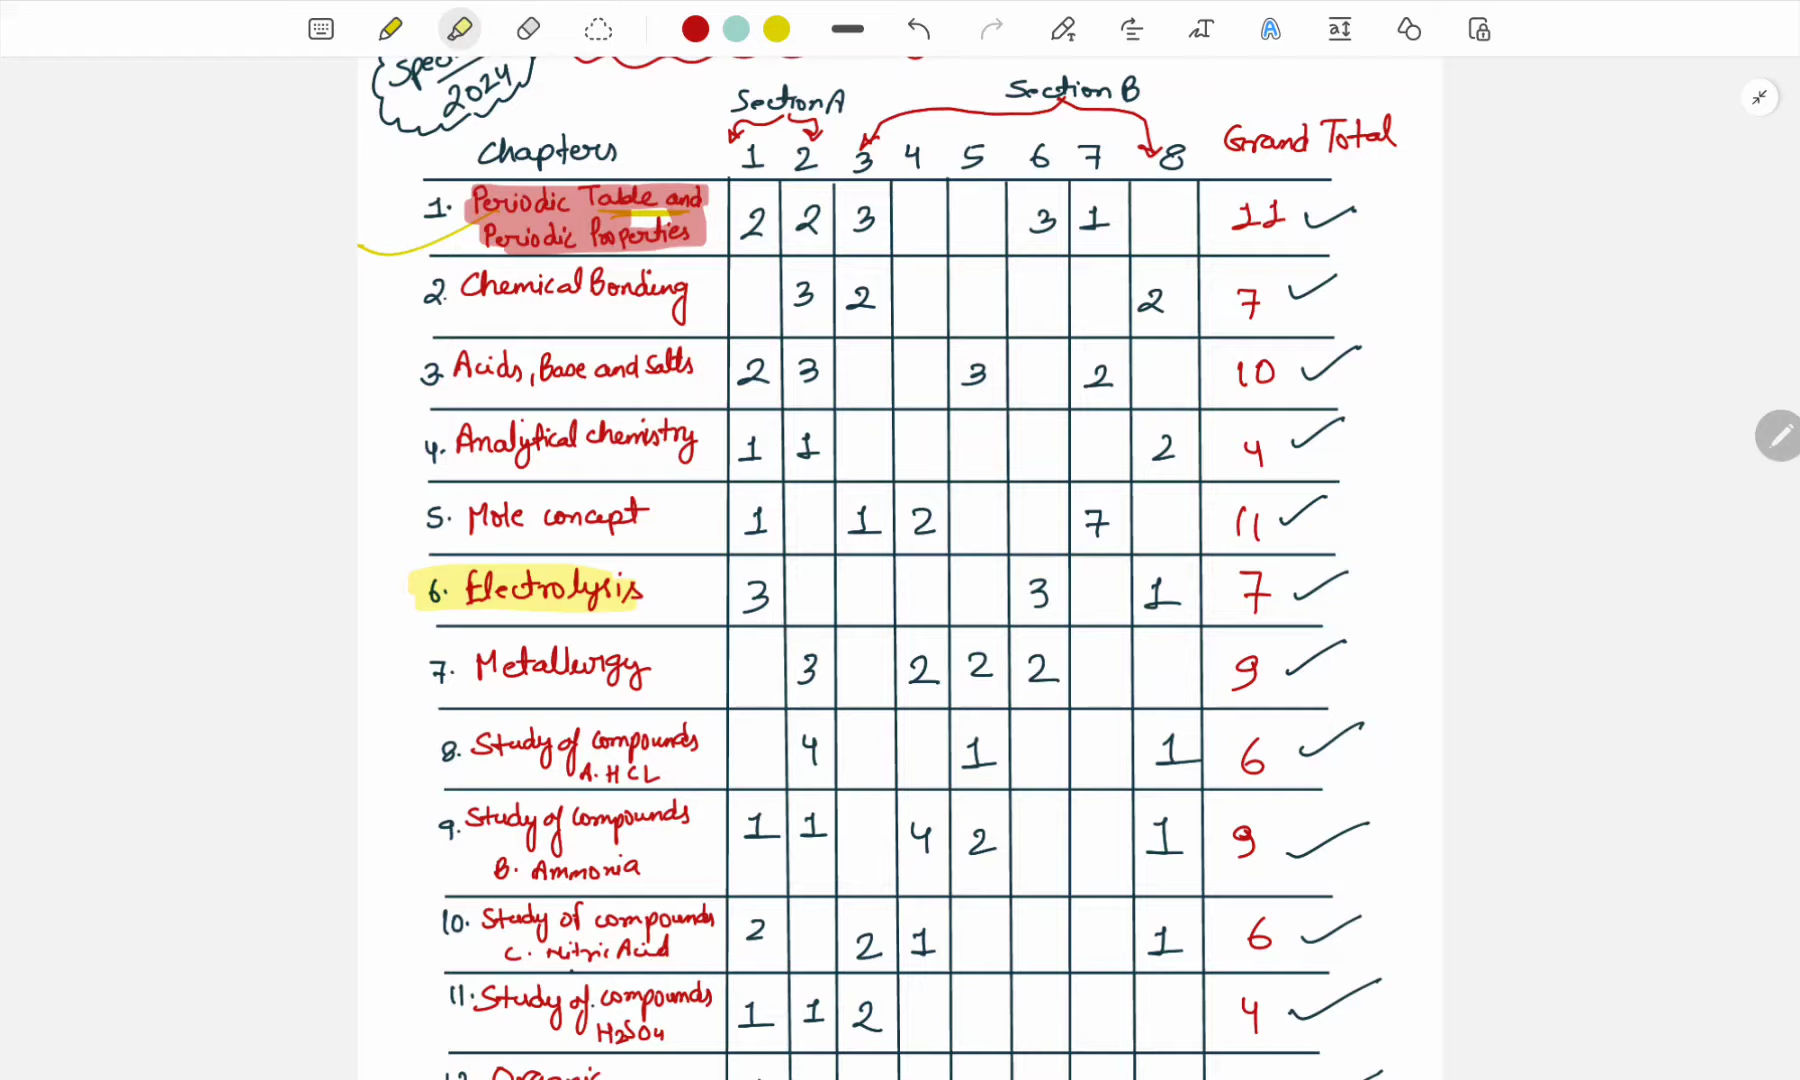 2024
Section A Section B
Chapters 1 2 3 4 5 6 7 8 Grand Total
1. Periodic Table and
Periodic Properties 2 2 3 3 1 11
2. Chemical Bonding 3 2 2 7
3. Acids, Base and Salts 2 3 3 2 10
4. Analytical chemistry 1 1 2 4
5. Mole concept 1 1 2 7 11
6. Electrolysis 3 3 1 7
7. Metallurgy 3 2 2 2 9
8. Study of compounds 4 1 1 6
A. HCL
9. Study of compounds 1 1 4 2 1 9
B. Ammonia
10. Study of compounds 2 2 1 1 6
C. Nitric Acid
11. Study of compounds 1 1 2 4
H2SO4
Organic